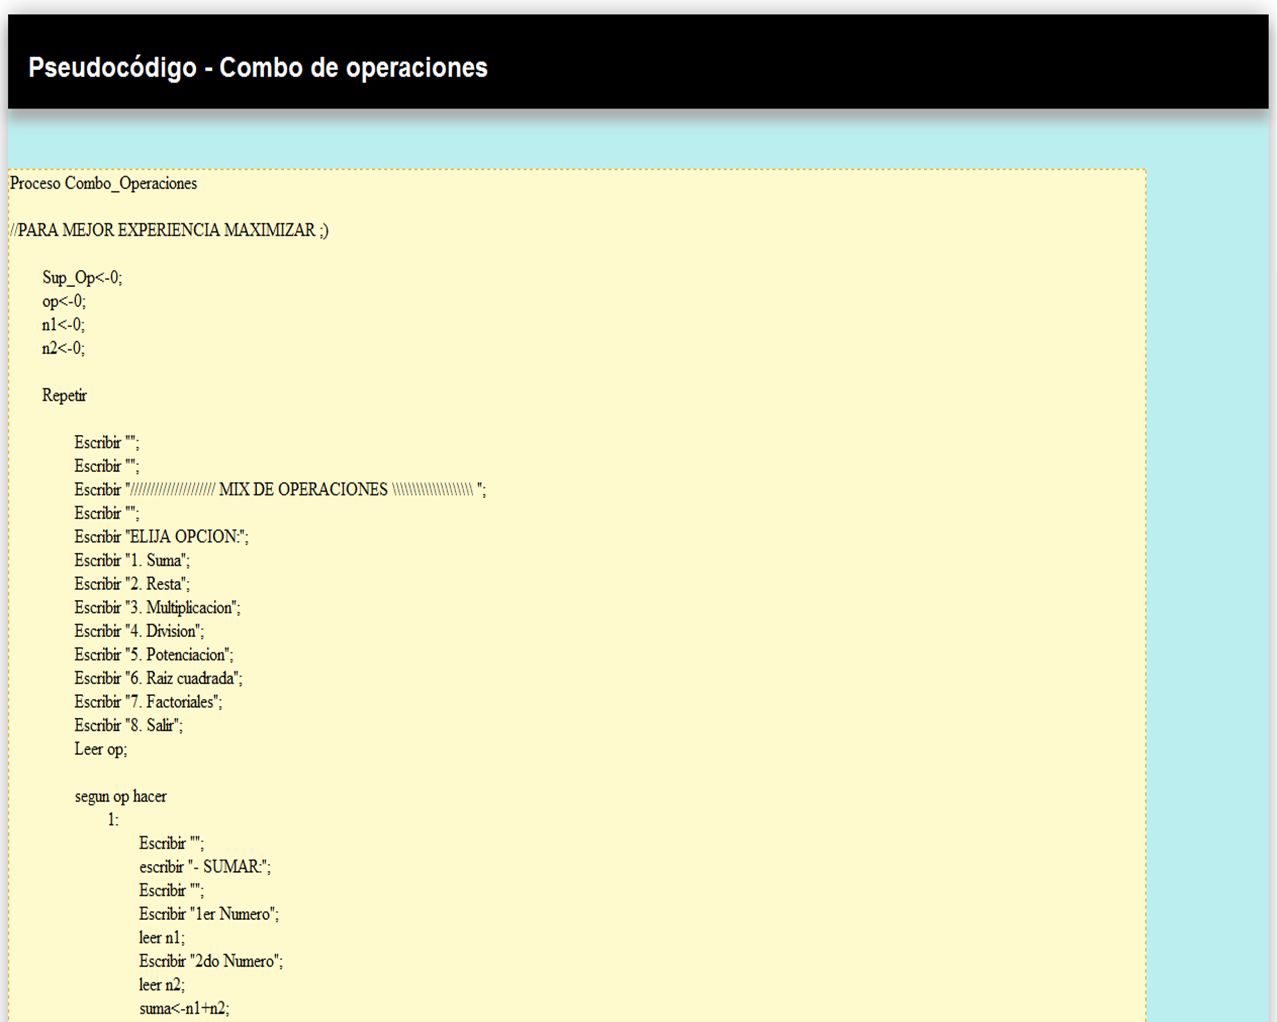 Pseudocódigo - Combo de operaciones
Proceso Combo_Operaciones
//PARA MEJOR EXPERIENCIA MAXIMIZAR ;)
Sup_Op<-0;
op<-0;
n1<-0;
n2<-0;
Repetir
Escribir "";
Escribir "";
Escribir "///////////////////// MIX DE OPERACIONES \\\\\\\\\\\\\\\\\\\\ ";
Escribir "";
Escribir "ELIJA OPCION:";
Escribir "1. Suma";
Escribir "2. Resta";
Escribir "3. Multiplicacion";
Escribir "4. Division";
Escribir "5. Potenciacion";
Escribir "6. Raiz cuadrada";
Escribir "7. Factoriales";
Escribir "8. Salir";
Leer op;
segun op hacer
1:
Escribir "";
escribir "- SUMAR:";
Escribir "";
Escribir "1er Numero";
leer n1;
Escribir "2do Numero";
leer n2;
suma<-n1+n2;